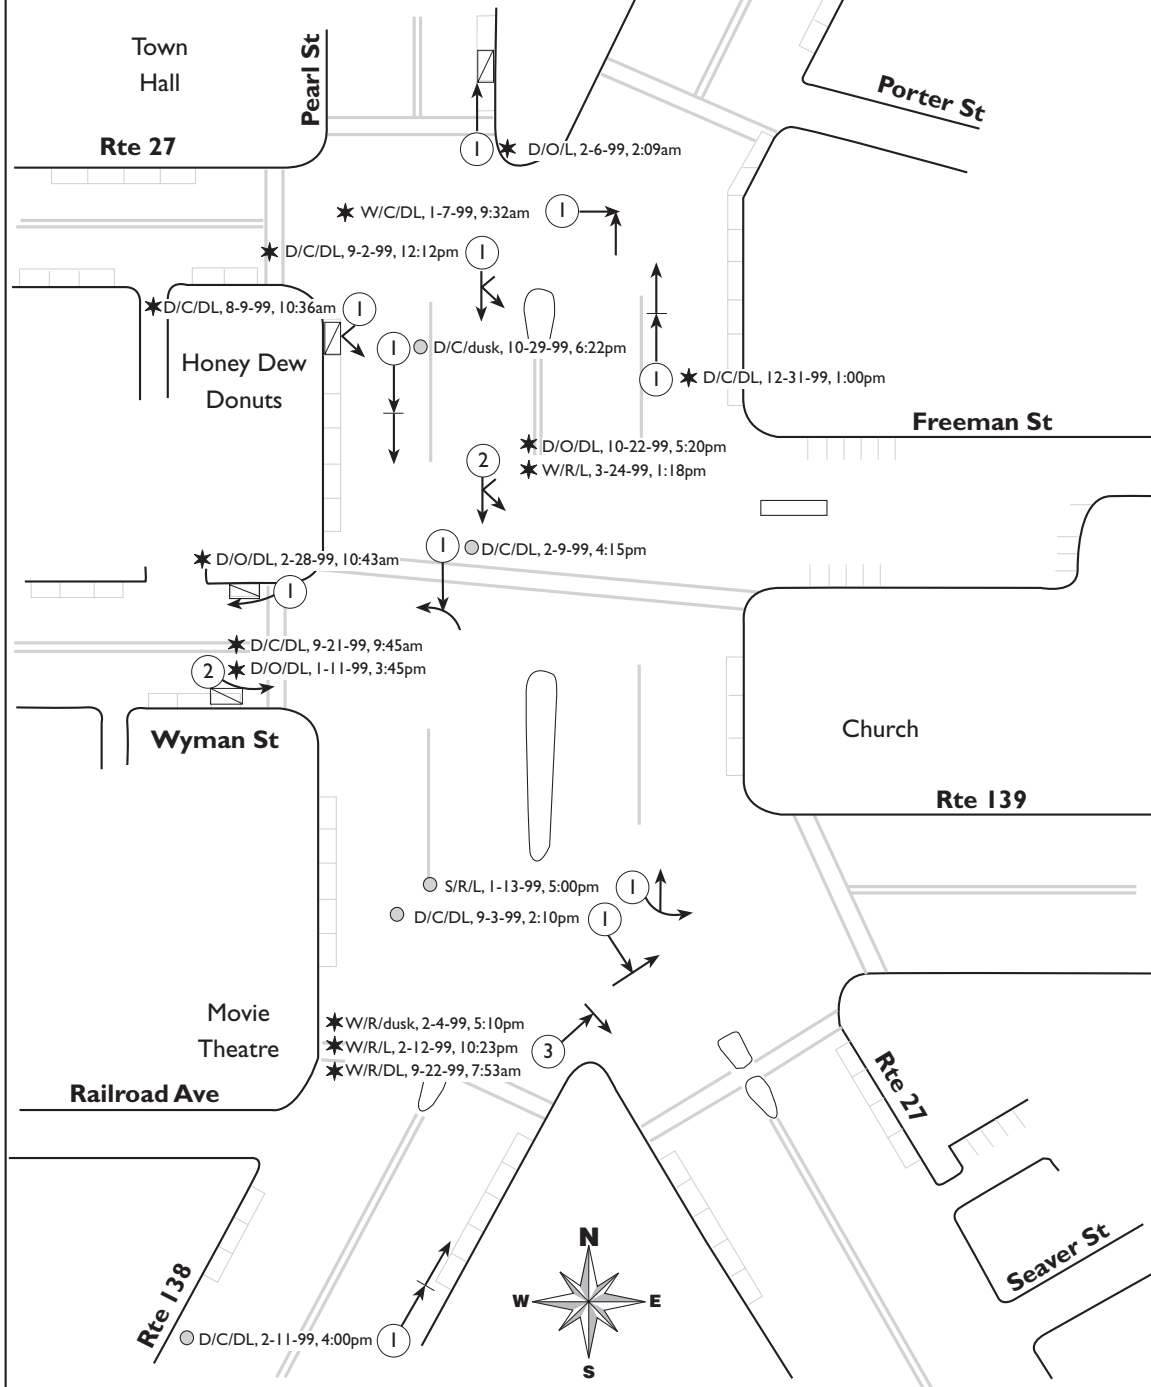 Town
Hall
Pearl St
Porter St
Rte 27
1
D/O/L, 2-6-99, 2:09am
W/C/DL, 1-7-99, 9:32am
1
D/C/DL, 9-2-99, 12:12pm
1
D/C/DL, 8-9-99, 10:36am
1
Honey Dew
Donuts
1
D/C/dusk, 10-29-99, 6:22pm
1
D/C/DL, 12-31-99, 1:00pm
Freeman St
2
D/O/DL, 10-22-99, 5:20pm
W/R/L, 3-24-99, 1:18pm
1
D/C/DL, 2-9-99, 4:15pm
D/O/DL, 2-28-99, 10:43am
1
D/C/DL, 9-21-99, 9:45am
2
D/O/DL, 1-11-99, 3:45pm
Wyman St
Church
Rte 139
S/R/L, 1-13-99, 5:00pm
1
D/C/DL, 9-3-99, 2:10pm
1
Movie
Theatre
W/R/dusk, 2-4-99, 5:10pm
W/R/L, 2-12-99, 10:23pm
3
W/R/DL, 9-22-99, 7:53am
Railroad Ave
Rte 27
Seaver St
Rte 138
N
W
E
S
D/C/DL, 2-11-99, 4:00pm
1